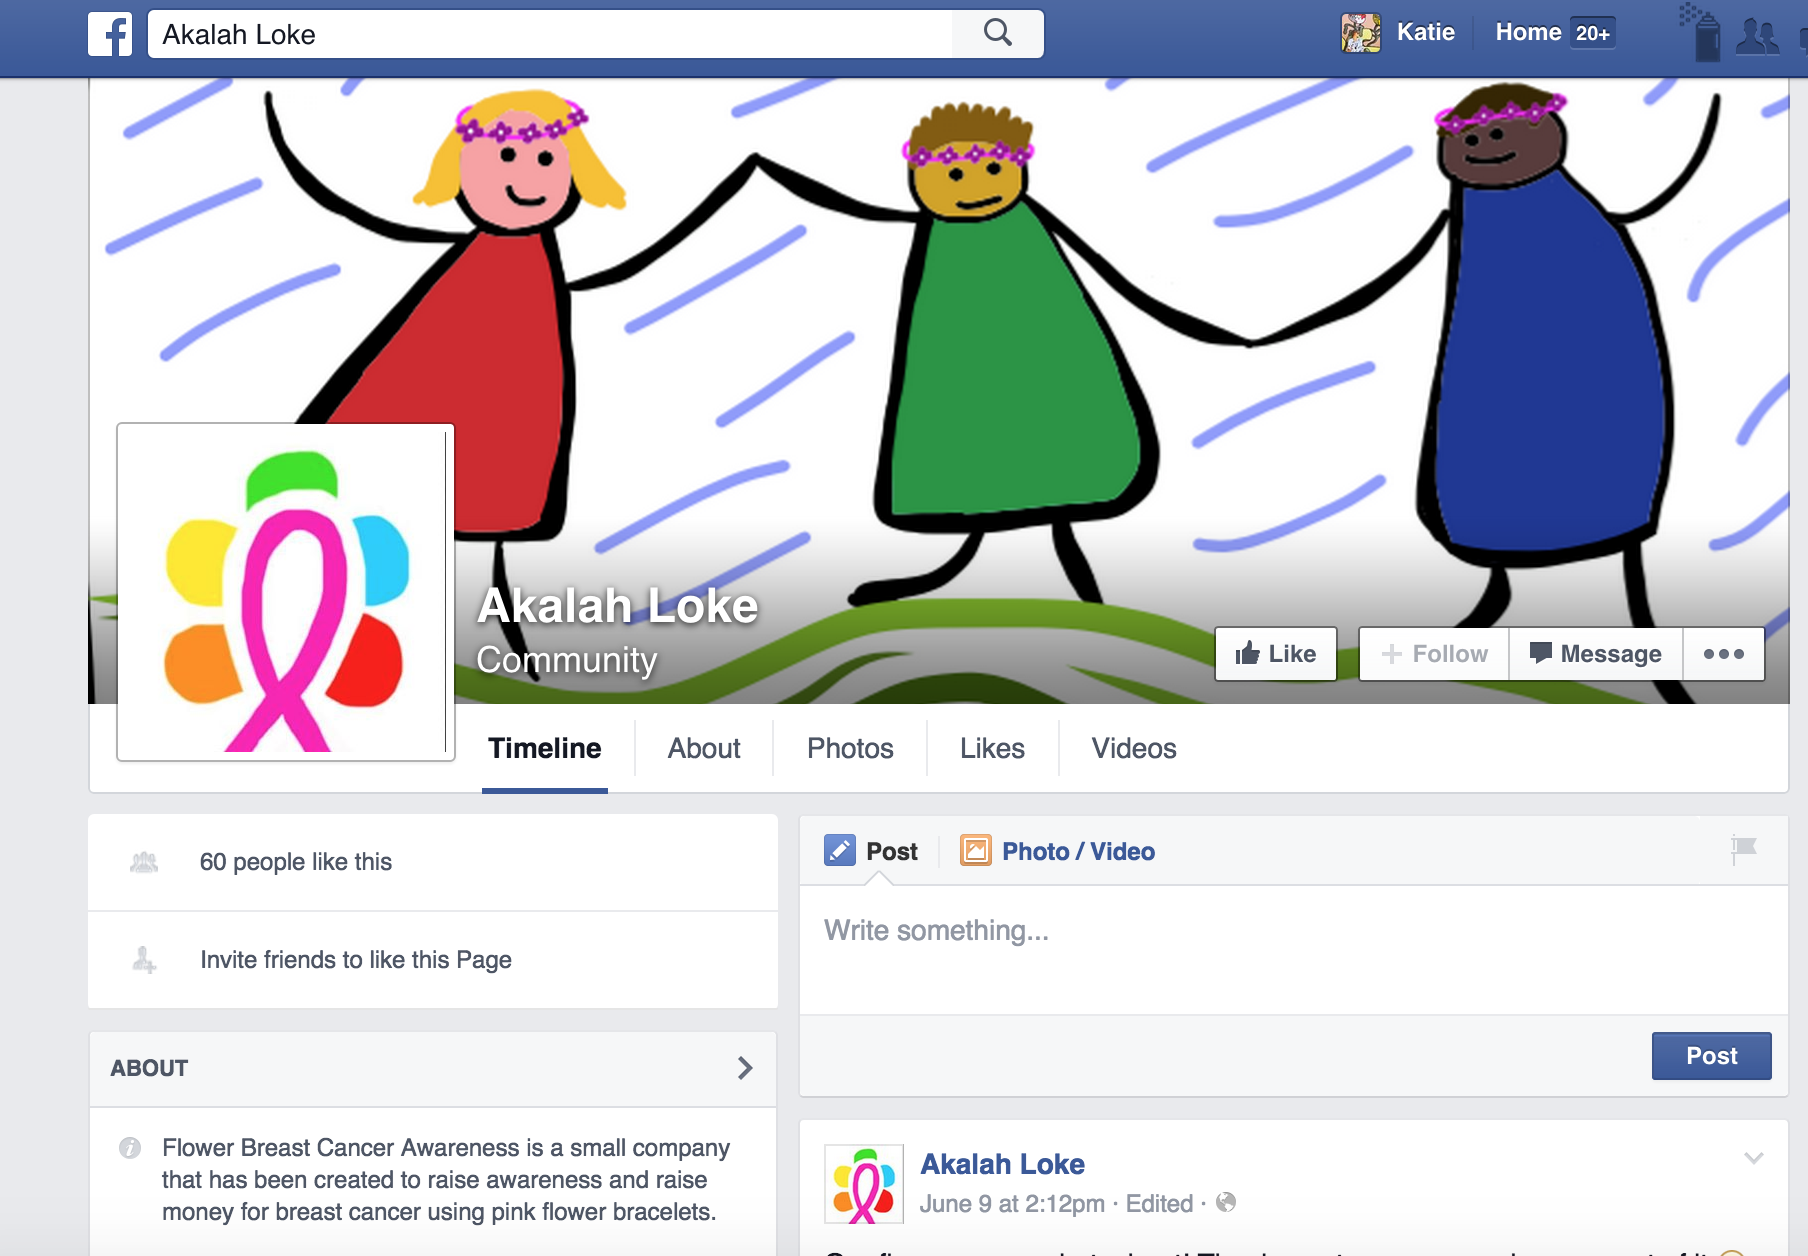 Akalah Loke
Katie
Home 20+
Akalah Loke
Community
Like
Follow
Message
Timeline
About
Photos
Likes
Videos
60 people like this
Invite friends to like this Page
ABOUT
Flower Breast Cancer Awareness is a small company
that has been created to raise awareness and raise
money for breast cancer using pink flower bracelets.
Post
Photo / Video
Write something...
Post
Akalah Loke
June 9 at 2:12pm · Edited ·